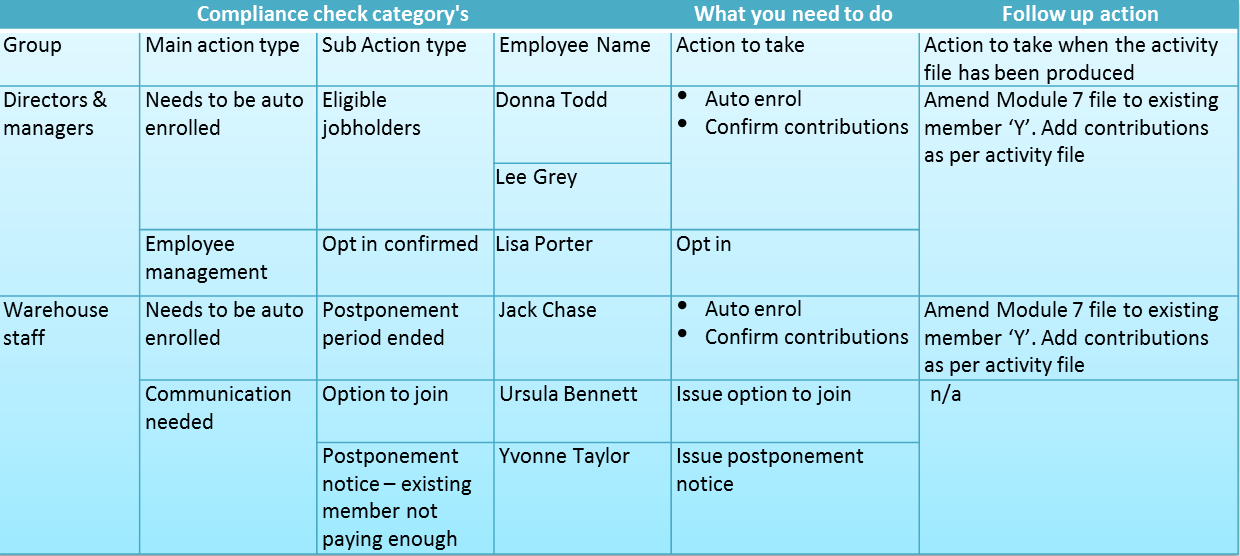 Compliance check category's
What you need to do
Follow up action
Group
Main action type
Sub Action type
Employee Name
Action to take
Action to take when the activity
file has been produced
Directors &
managers
Needs to be auto
enrolled
Eligible
jobholders
Donna Todd
Lee Grey
• Auto enrol
• Confirm contributions
Amend Module 7 file to existing
member ‘Y’. Add contributions
as per activity file
Employee
management
Opt in confirmed
Lisa Porter
Opt in
Warehouse
staff
Needs to be auto
enrolled
Postponement
period ended
Jack Chase
• Auto enrol
• Confirm contributions
Amend Module 7 file to existing
member ‘Y’. Add contributions
as per activity file
Communication
needed
Option to join
Ursula Bennett
Issue option to join
n/a
Postponement
notice – existing
member not
paying enough
Yvonne Taylor
Issue postponement
notice